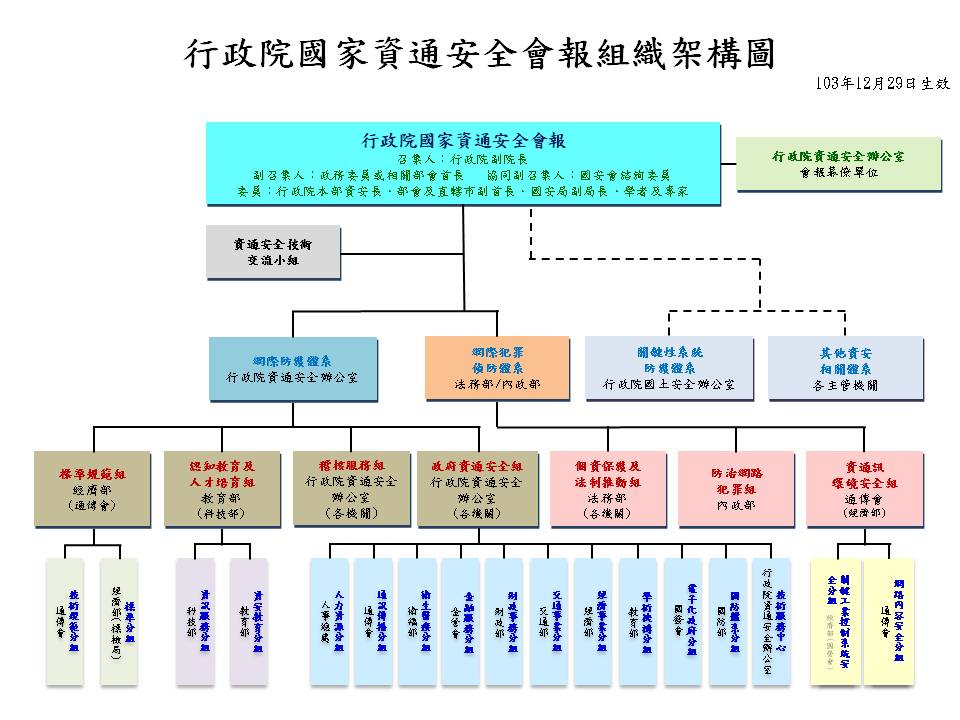 行政院國家資通安全會報組織架構圖
103年12月29日生效
行政院國家資通安全會報
召集人：行政院副院長
副召集人：政務委員或相關部會首長　協同副召集人：國安會諮詢委員
委員：行政院本部資安長、部會及直轄市副首長、國安局副局長、學者及專家
行政院資通安全辦公室
會報幕僚單位
資通安全技術
交流小組
網際防護體系
行政院資通安全辦公室
網際犯罪
偵防體系
法務部/內政部
關鍵性系統
防護體系
行政院國土安全辦公室
其他資安
相關體系
各主管機關
標準規範組
經濟部
(通傳會)
認知教育及
人才培育組
教育部
(科技部)
稽核服務組
行政院資通安全
辦公室
(各機關)
政府資通安全組
行政院資通安全
辦公室
(各機關)
個資保護及
法制推動組
法務部
(各機關)
防治網路
犯罪組
內政部
資通訊
環境安全組
通傳會
(經濟部)
技術規範分組
通傳會
標準分組
經濟部(標檢局)
資訊服務分組
科技部
資安教育分組
教育部
人力資源分組
人事總處
通訊傳播分組
通傳會
衛生醫療分組
衛福部
金融事務分組
金管會
財政事務分組
財政部
交通事業分組
交通部
經濟事業分組
經濟部
學術機構分組
教育部
電子化政府分組
國發會
國防體系分組
國防部
技術服務中心
行政院資通安全辦公室
關鍵工業控制系統安
全分組
經濟部(國營會)
網路內容安全分組
通傳會